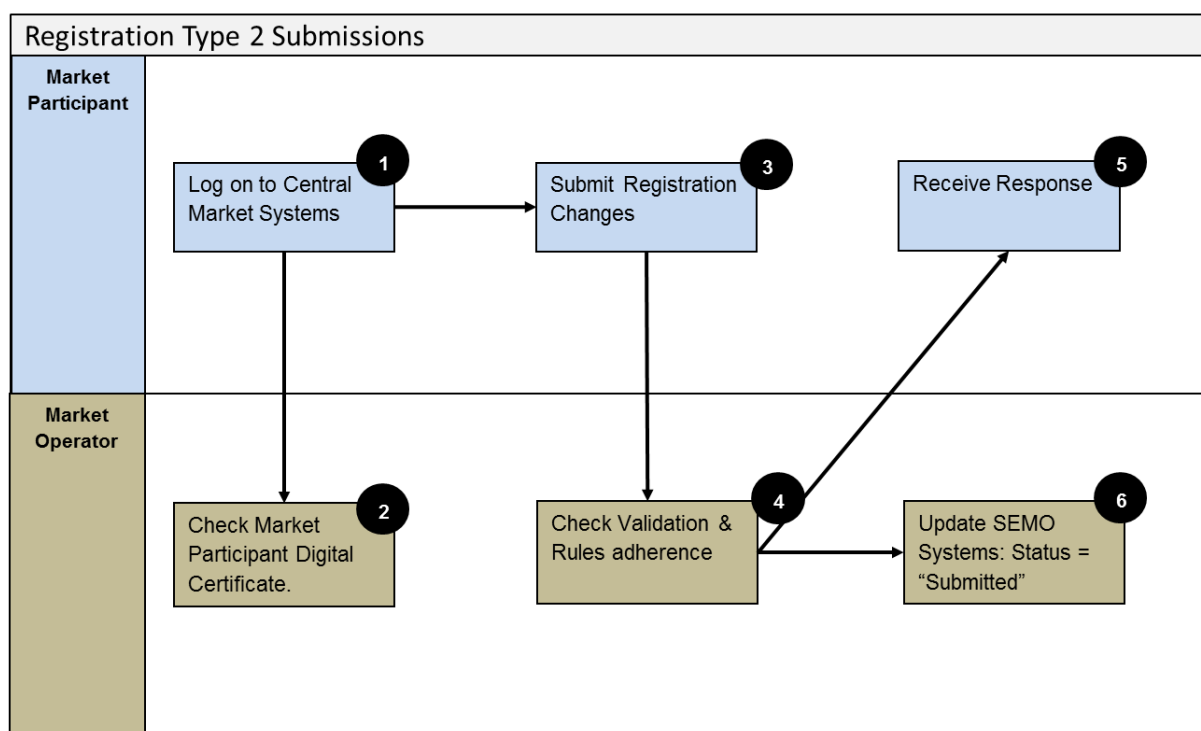 Registration Type 2 Submissions
Market
Participant
1
Log on to Central
Market Systems
3
Submit Registration
Changes
5
Receive Response
Market
Operator
2
Check Market
Participant Digital
Certificate.
4
Check Validation &
Rules adherence
6
Update SEMO
Systems: Status =
“Submitted”